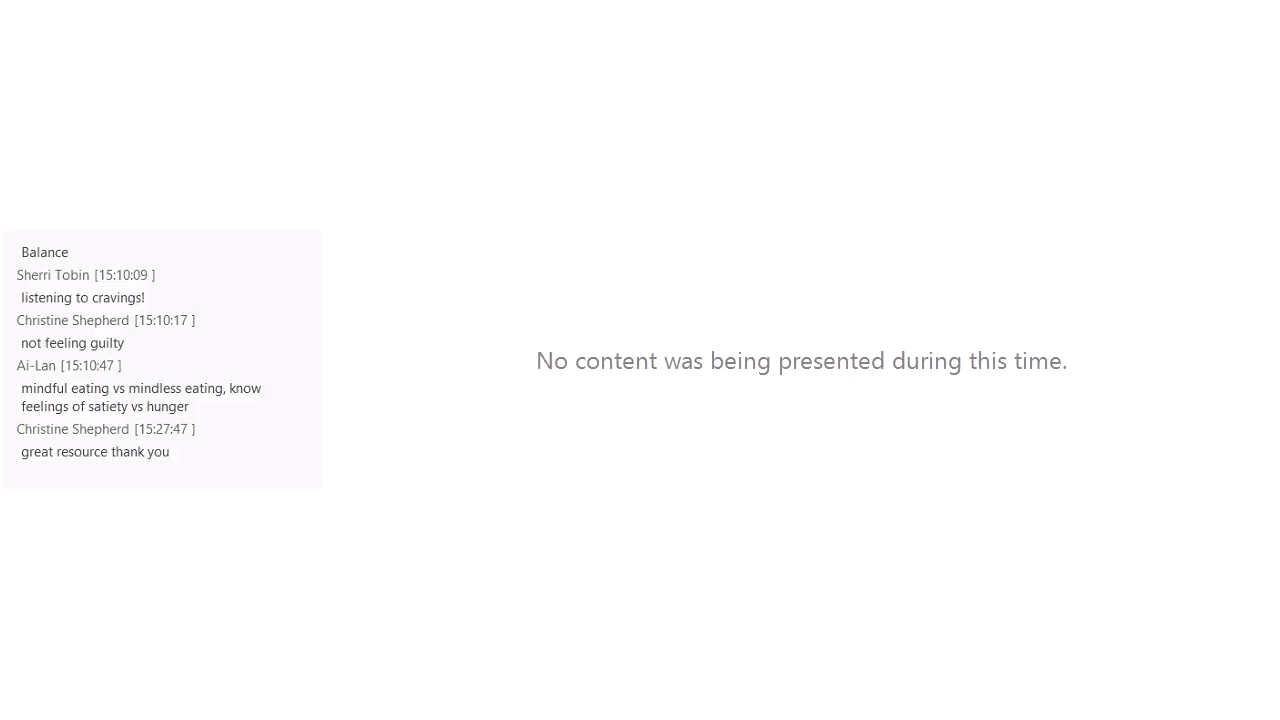 Balance
Sherri Tobin [15:10:09 ]
listening to cravings!
Christine Shepherd [15:10:17 ]
not feeling guilty
Ai-Lan [15:10:47 ]
mindful eating vs mindless eating, know
feelings of satiety vs hunger
Christine Shepherd [15:27:47 ]
great resource thank you
No content was being presented during this time.